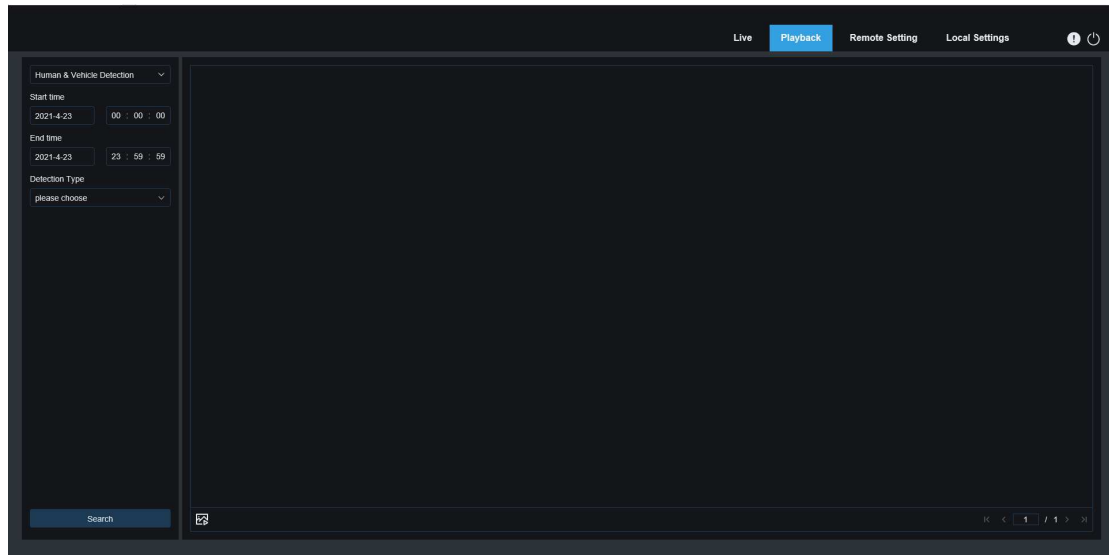 Live Playback Remote Setting Local Settings
Human & Vehicle Detection
Start time
2021-4-23 00 : 00 : 00
End time
2021-4-23 23 : 59 : 59
Detection Type
please choose
Search
1 / 1